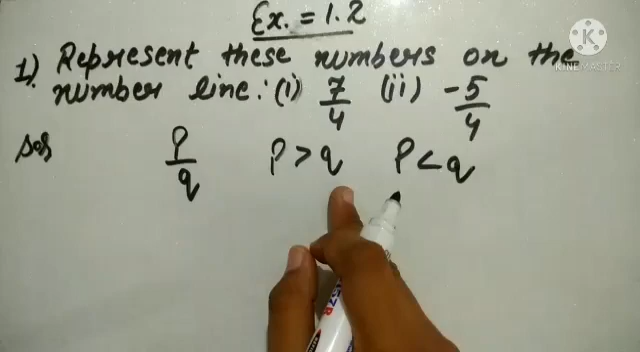 Ex. = 1.2
1) Represent these numbers on the
number line: (i) 7/4 (ii) -5/4
Sol P/q P > q P < q
K
KINEMASTER